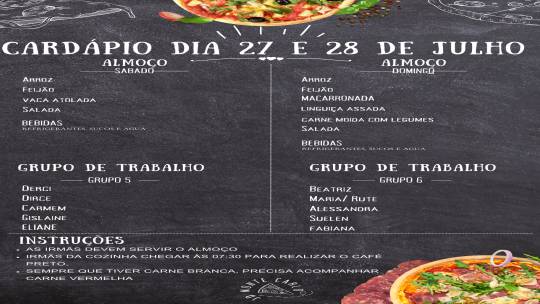 CARDÁPIO DIA 27 E 28 DE JULHO
ALMOÇO
SABADO
ARROZ
FEIJÃO
VACA ATOLADA
SALADA
BEBIDAS
REFRIGERANTES, SUCOS E AGUA
ALMOÇO
DOMINGO
ARROZ
FEIJÃO
MACARRONADA
LINGUIÇA ASSADA
CARNE MOIDA COM LEGUMES
SALADA
BEBIDAS
REFRIGERANTES, SUCOS E AGUA
GRUPO DE TRABALHO
GRUPO 5
DERCI
DIRCE
CARMEM
GISLAINE
ELIANE
GRUPO DE TRABALHO
GRUPO 6
BEATRIZ
MARIA/ RUTE
ALESSANDRA
SUELEN
FABIANA
INSTRUÇÕES
• AS IRMÃS DEVEM SERVIR O ALMOÇO
• IRMÃS DA COZINHA CHEGAR ÀS 07:30 PARA REALIZAR O CAFÉ
PRETO.
• SEMPRE QUE TIVER CARNE BRANCA, PRECISA ACOMPANHAR
CARNE VERMELHA